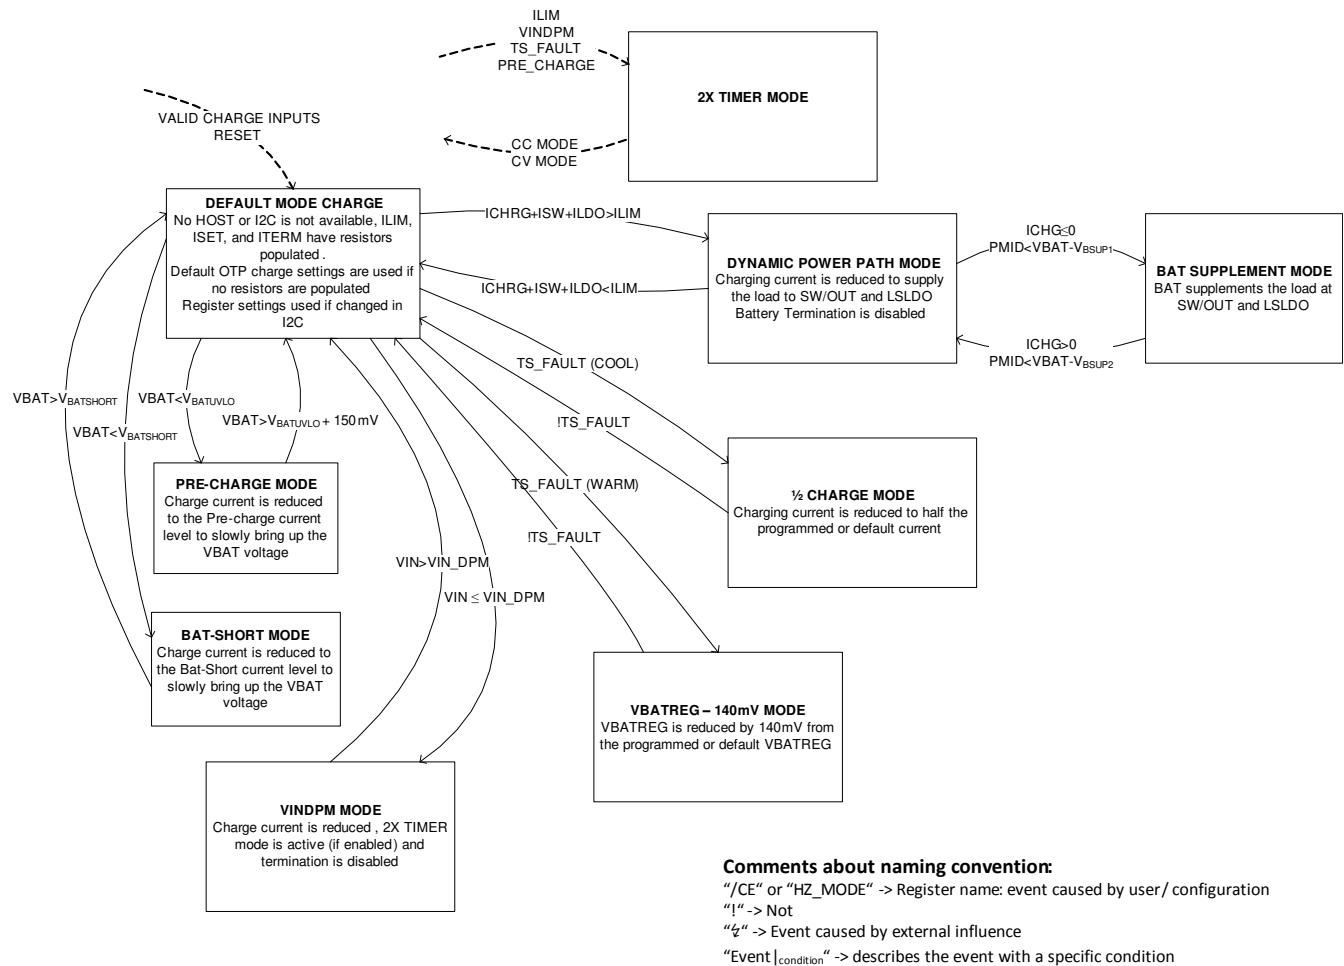 ILIM
VINDPM
TS_FAULT
PRE_CHARGE
2X TIMER MODE
VALID CHARGE INPUTS
RESET
CC MODE
CV MODE
DEFAULT MODE CHARGE
No HOST or I2C is not available, ILIM,
ISET, and ITERM have resistors
populated .
Default OTP charge settings are used if
no resistors are populated
Register settings used if changed in
I2C
ICHRG+ISW+ILDO>ILIM
ICHRG+ISW+ILDO<ILIM
DYNAMIC POWER PATH MODE
Charging current is reduced to supply
the load to SW/OUT and LSLDO
Battery Termination is disabled
ICHG≤0
PMID<VBAT-VBSUP1
ICHG>0
PMID<VBAT-VBSUP2
BAT SUPPLEMENT MODE
BAT supplements the load at
SW/OUT and LSLDO
VBAT>VBATSHORT
VBAT<VBATSHORT
VBAT<VBATUVLO
VBAT>VBATUVLO + 150mV
TS_FAULT (COOL)
!TS_FAULT
TS_FAULT (WARM)
!TS_FAULT
PRE-CHARGE MODE
Charge current is reduced
to the Pre-charge current
level to slowly bring up the
VBAT voltage
½ CHARGE MODE
Charging current is reduced to half the
programmed or default current
VIN>VIN_DPM
VIN ≤ VIN_DPM
BAT-SHORT MODE
Charge current is reduced to
the Bat-Short current level to
slowly bring up the VBAT
voltage
VBATREG – 140mV MODE
VBATREG is reduced by 140mV from
the programmed or default VBATREG
VINDPM MODE
Charge current is reduced , 2X TIMER
mode is active (if enabled) and
termination is disabled
Comments about naming convention:
“/CE“ or “HZ_MODE“ -> Register name: event caused by user/ configuration
“!“ -> Not
“↯“ -> Event caused by external influence
“Event|condition“ -> describes the event with a specific condition